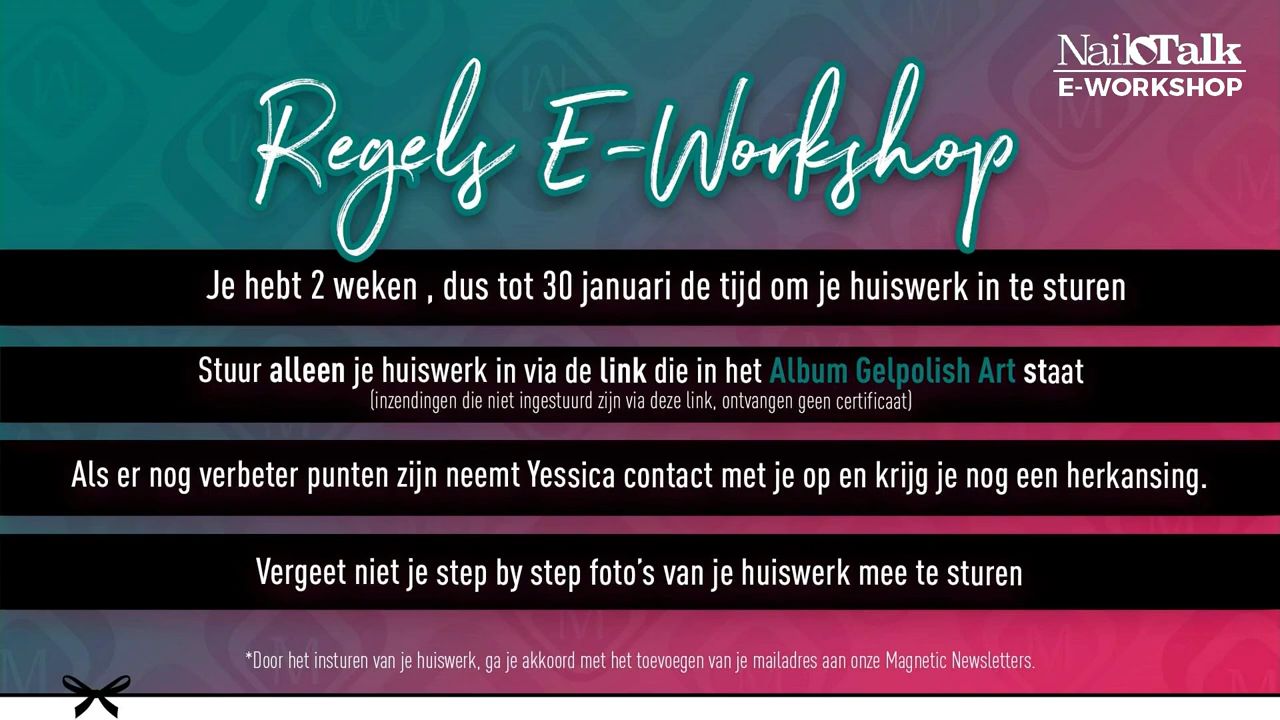 Nail Talk
E-WORKSHOP
Regels E-Workshop
Je hebt 2 weken , dus tot 30 januari de tijd om je huiswerk in te sturen
Stuur alleen je huiswerk in via de link die in het Album Gelpolish Art staat
(inzendingen die niet ingestuurd zijn via deze link, ontvangen geen certificaat)
Als er nog verbeter punten zijn neemt Yessica contact met je op en krijg je nog een herkansing.
Vergeet niet je step by step foto's van je huiswerk mee te sturen
*Door het insturen van je huiswerk, ga je akkoord met het toevoegen van je mailadres aan onze Magnetic Newsletters.